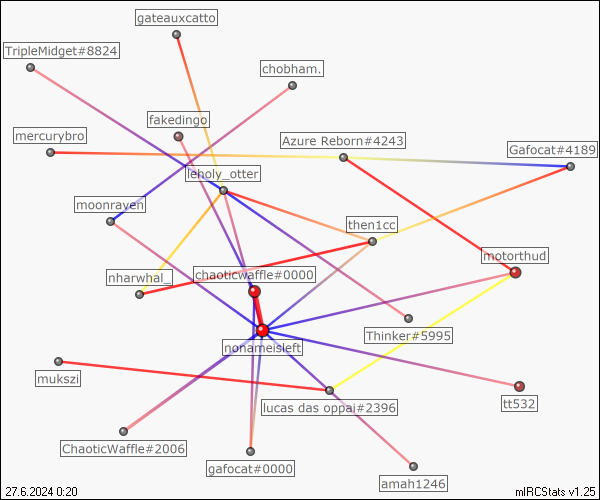 gateauxcatto
TripleMidget#8824
chobham.
fakedingo
mercurybro
Azure Reborn#4243
Gafocat#4189
leholy_otter
moonraven
then1cc
motorthud
chaoticwaffle#0000
nharwhal_
Thinker#5995
nonameisleft
mukszi
lucas das oppai#2396
tt532
ChaoticWaffle#2006
gafocat#0000
amah1246
27.6.2024 0:20
mIRCStats v1.25